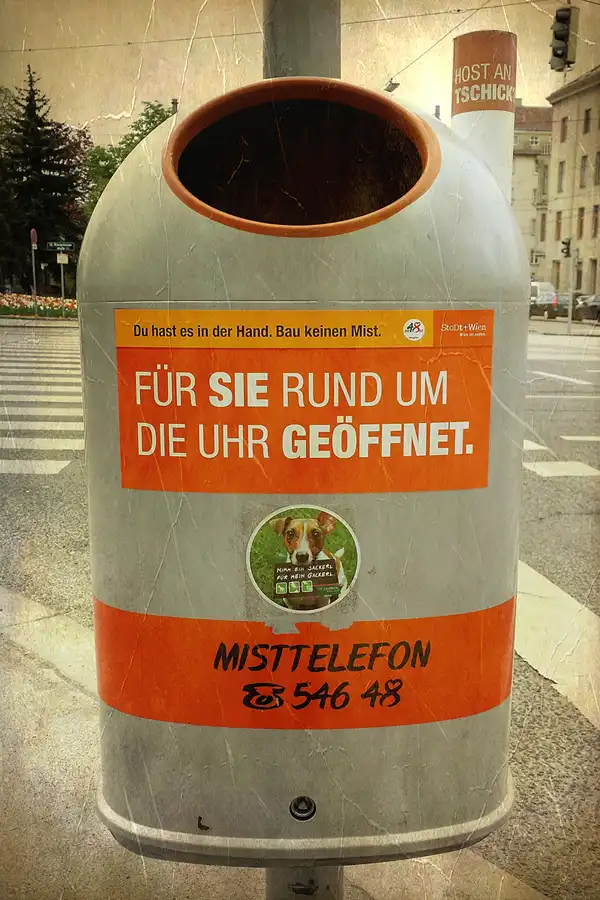 HOST AN
TSCHICK?
Du hast es in der Hand. Bau keinen Mist.
48
StaDt+Wien
FÜR SIE RUND UM
DIE UHR GEÖFFNET.
NIMM EIN SACKERL
FÜR MEIN GACKERL.
MISTTELEFON
546 48